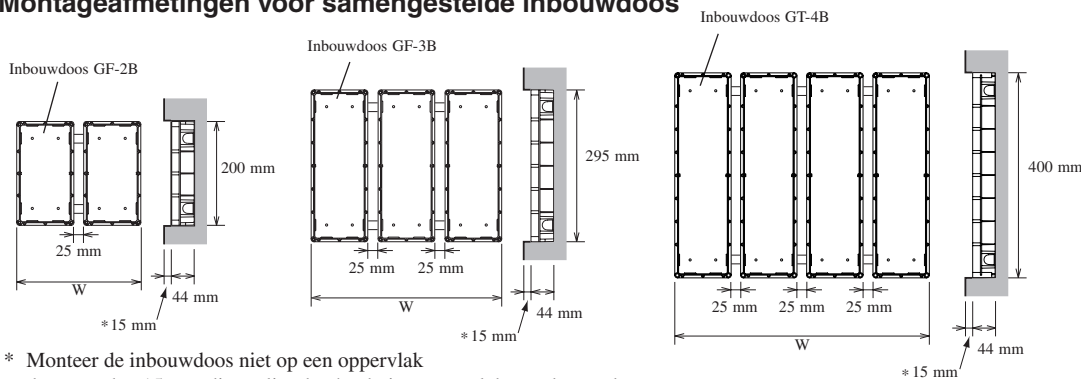 Montageafmetingen voor samengestelde inbouwdoos
Inbouwdoos GF-2B
200 mm
25 mm
W
44 mm
*15 mm
Inbouwdoos GF-3B
295 mm
25 mm
25 mm
W
44 mm
*15 mm
Inbouwdoos GT-4B
400 mm
25 mm
25 mm
25 mm
W
44 mm
*15 mm
* Monteer de inbouwdoos niet op een oppervlak